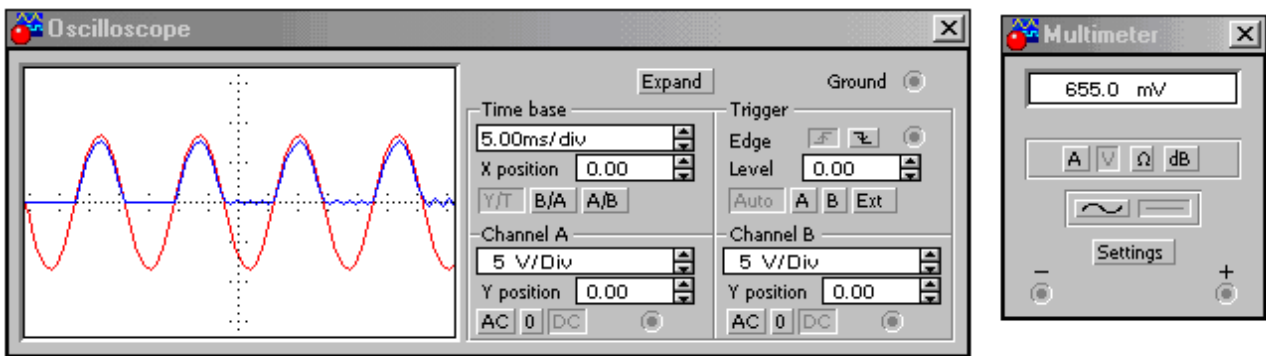 Oscilloscope
Expand
Ground
Time base
5.00ms/div
X position 0.00
Y/T B/A A/B
Trigger
Edge
Level 0.00
Auto A B Ext
Channel A
5 V/Div
Y position 0.00
AC 0 DC
Channel B
5 V/Div
Y position 0.00
AC 0 DC
Multimeter
655.0 mV
A V Ω dB
Settings
− +